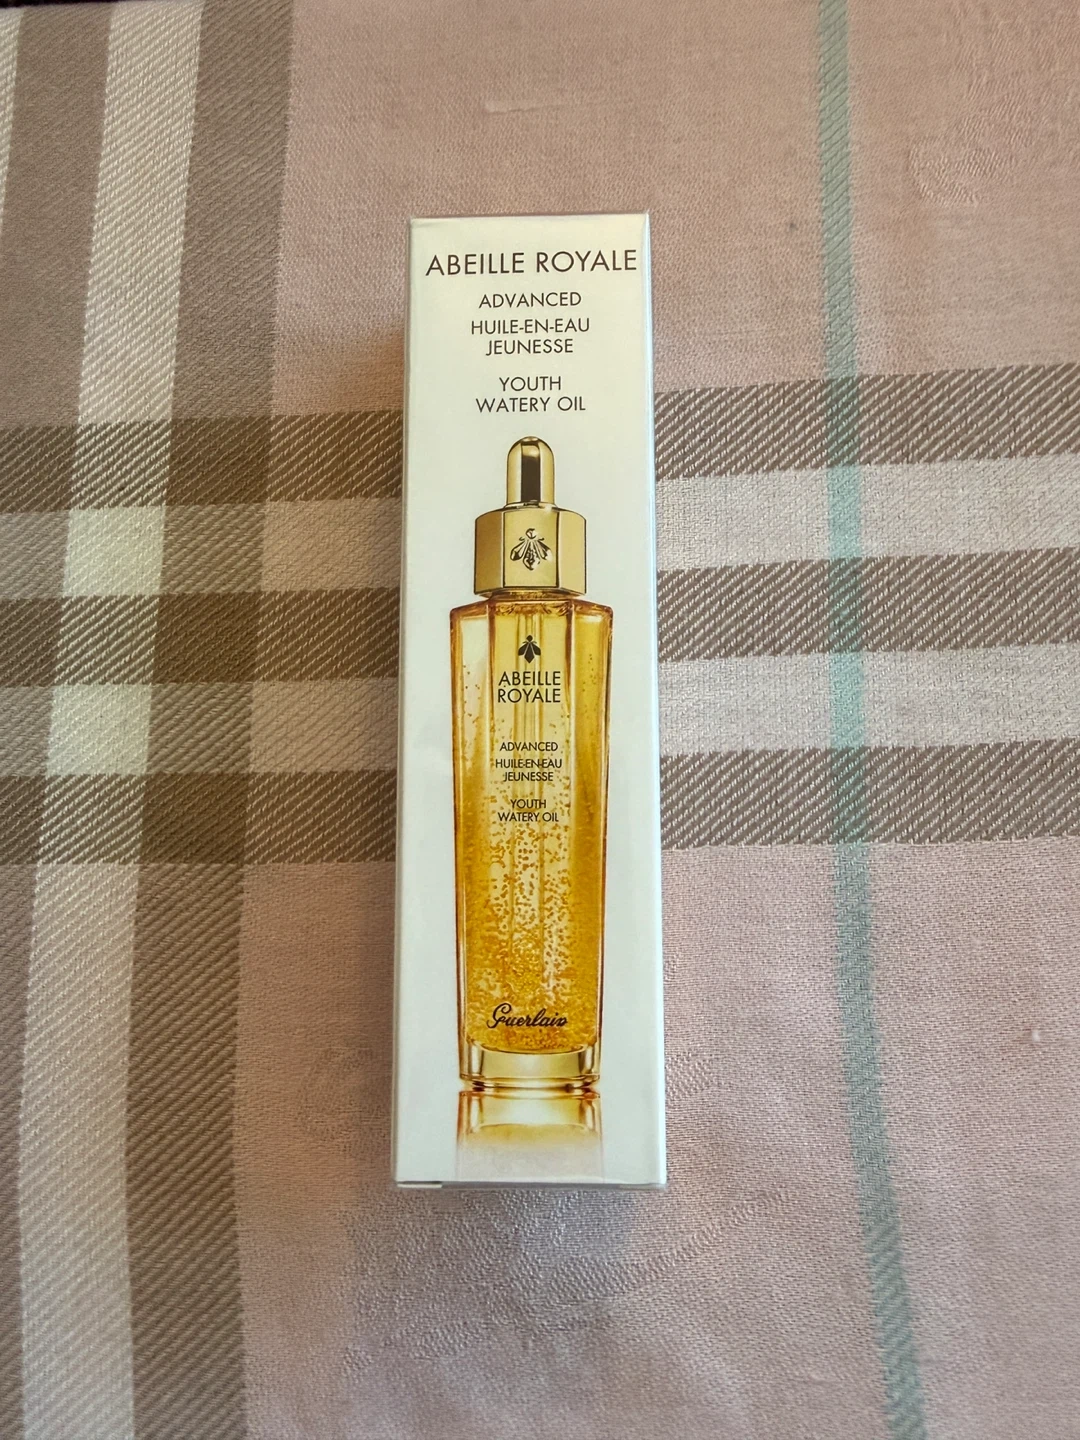 ABEILLE ROYALE
ADVANCED
HUILE-EN-EAU
JEUNESSE
YOUTH
WATERY OIL
ABEILLE
ROYALE
ADVANCED
HUILE-EN-EAU
JEUNESSE
YOUTH
WATERY OIL
Guerlain